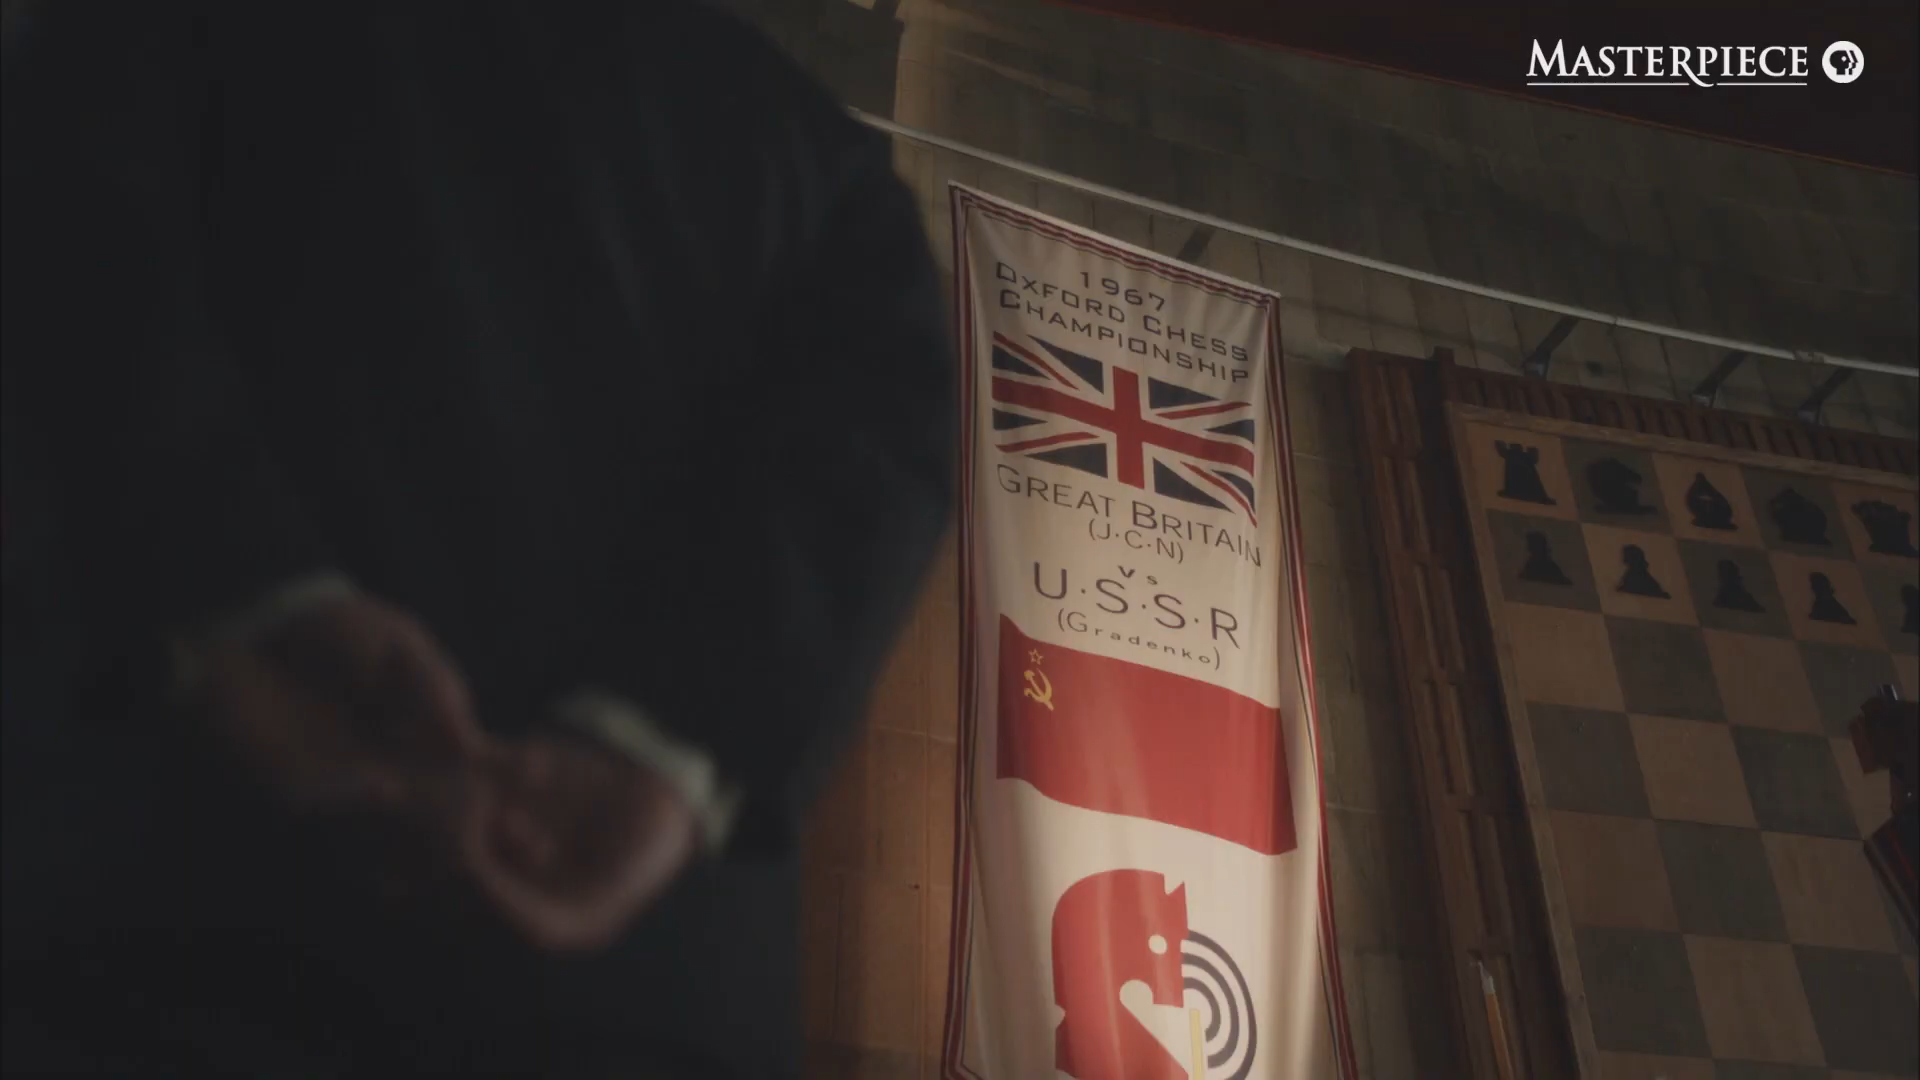 MASTERPIECE
1967
OXFORD CHESS
CHAMPIONSHIP
GREAT BRITAIN
(J·C·N)
vs
U·S·S·R
(Gradenko)